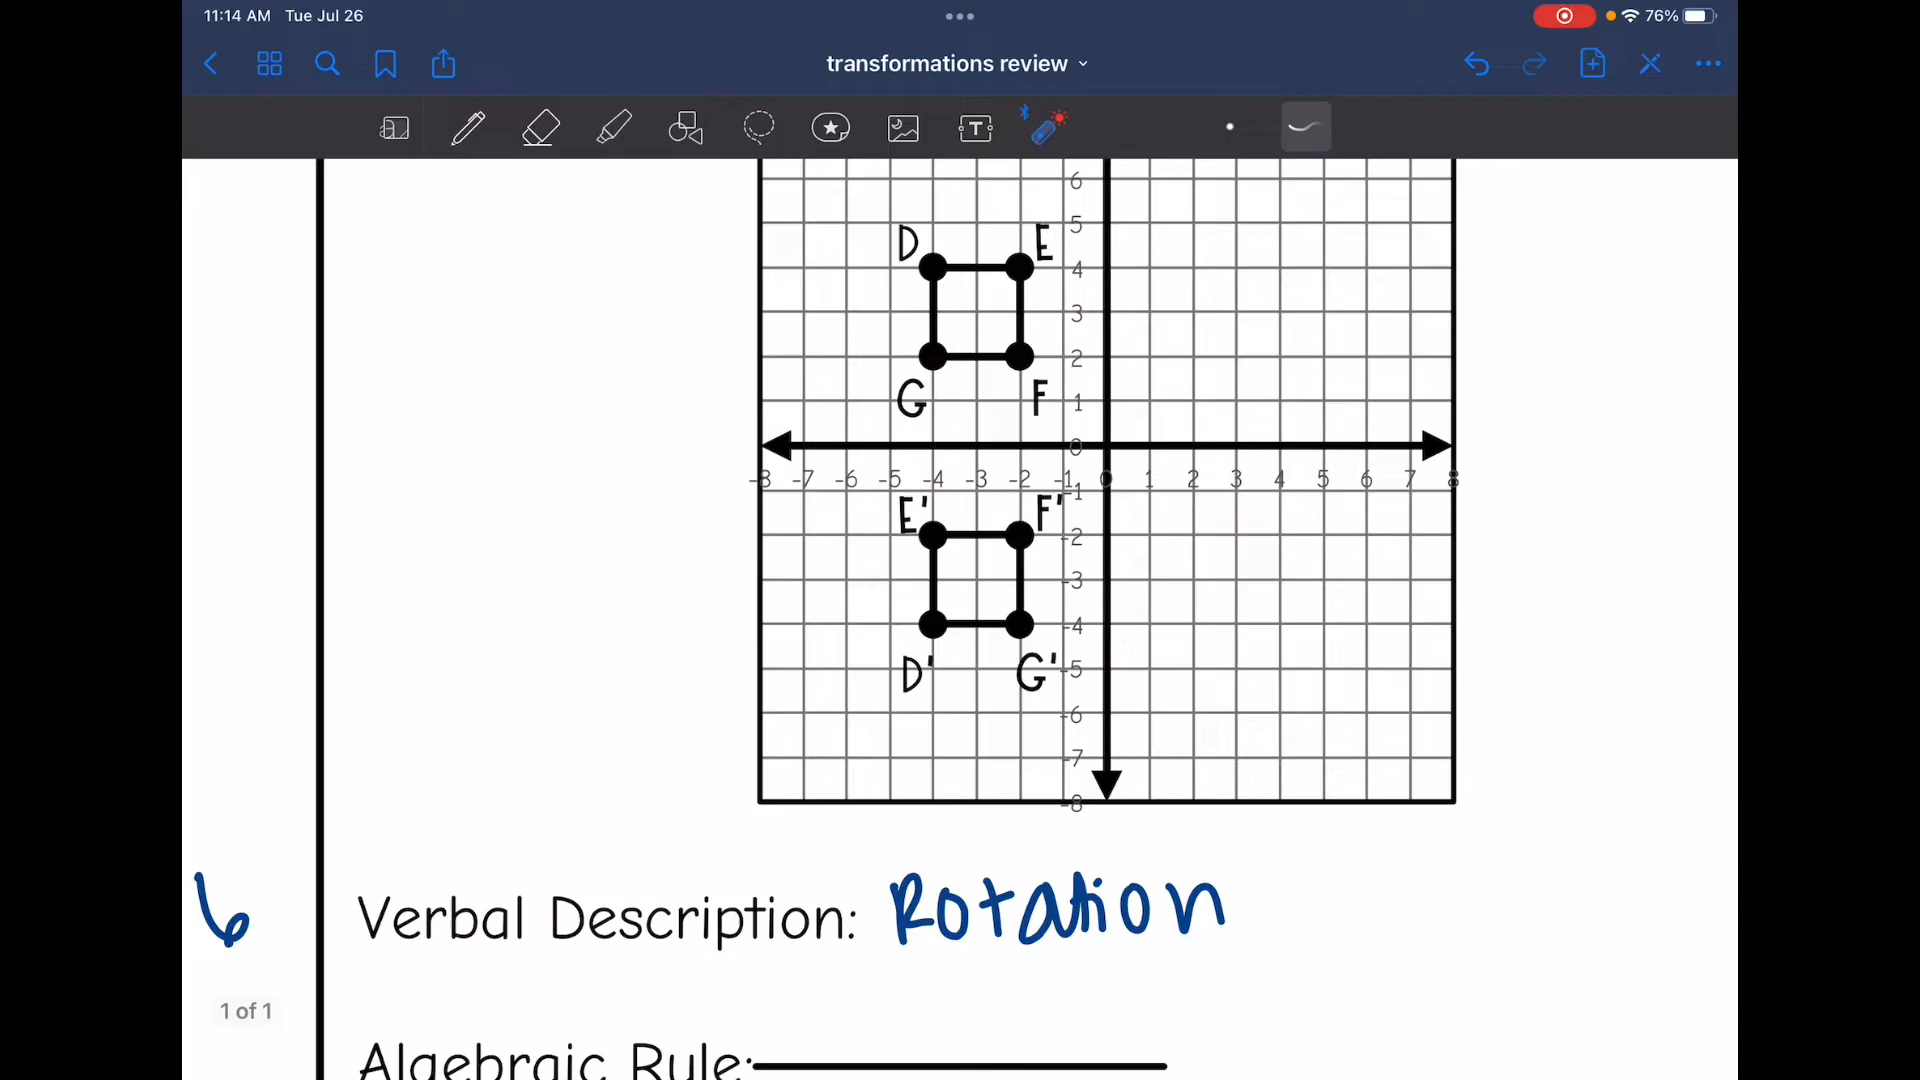 11:14 AM Tue Jul 26
76%
transformations review
T
6
D E 5
4
3
2
G F 1
0
-8 -7 -6 -5 -4 -3 -2 -1 0 1 2 3 4 5 6 7 8
-1
E' F'
-2
-3
-4
D' G' -5
-6
-7
-8
6 Verbal Description: Rotation
1 of 1
Algebraic Rule: